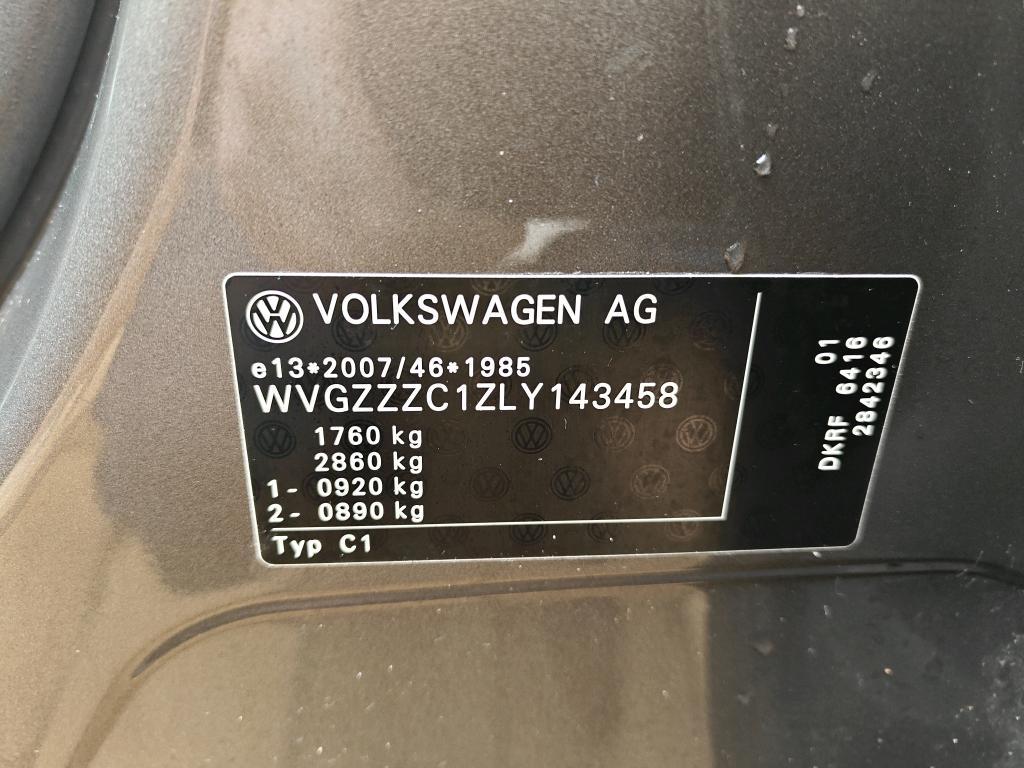 VOLKSWAGEN AG
e13*2007/46*1985
WVGZZZC1ZLY143458
1760 kg
2860 kg
1- 0920 kg
2- 0890 kg
Typ C1
01
DKRF 6416
2842346